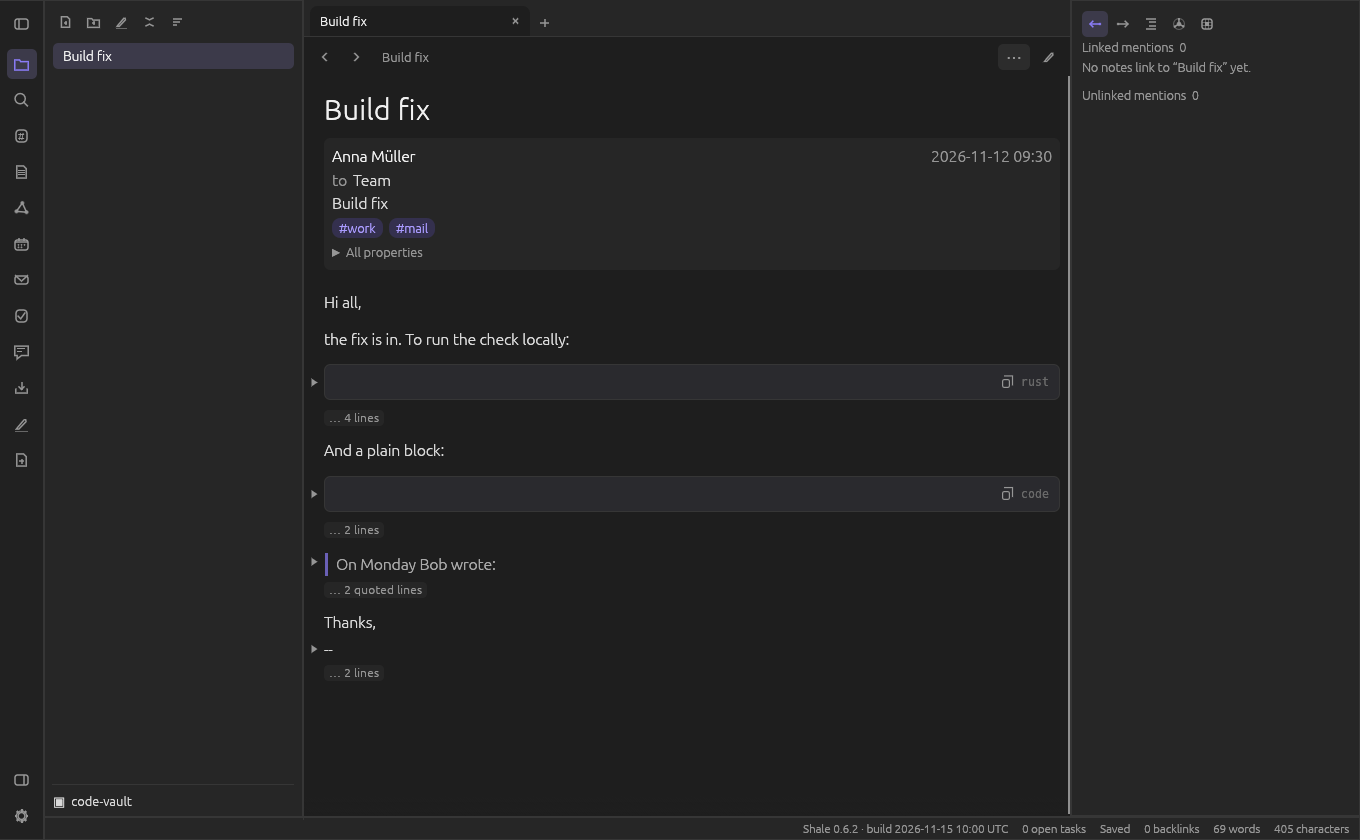 Build fix
code-vault
Build fix
Build fix
Build fix
Anna Müller 2026-11-12 09:30
to Team
Build fix
#work #mail
All properties
Hi all,
the fix is in. To run the check locally:
rust
... 4 lines
And a plain block:
code
... 2 lines
On Monday Bob wrote:
... 2 quoted lines
Thanks,
--
... 2 lines
Linked mentions 0
No notes link to “Build fix” yet.
Unlinked mentions 0
Shale 0.6.2 · build 2026-11-15 10:00 UTC 0 open tasks Saved 0 backlinks 69 words 405 characters